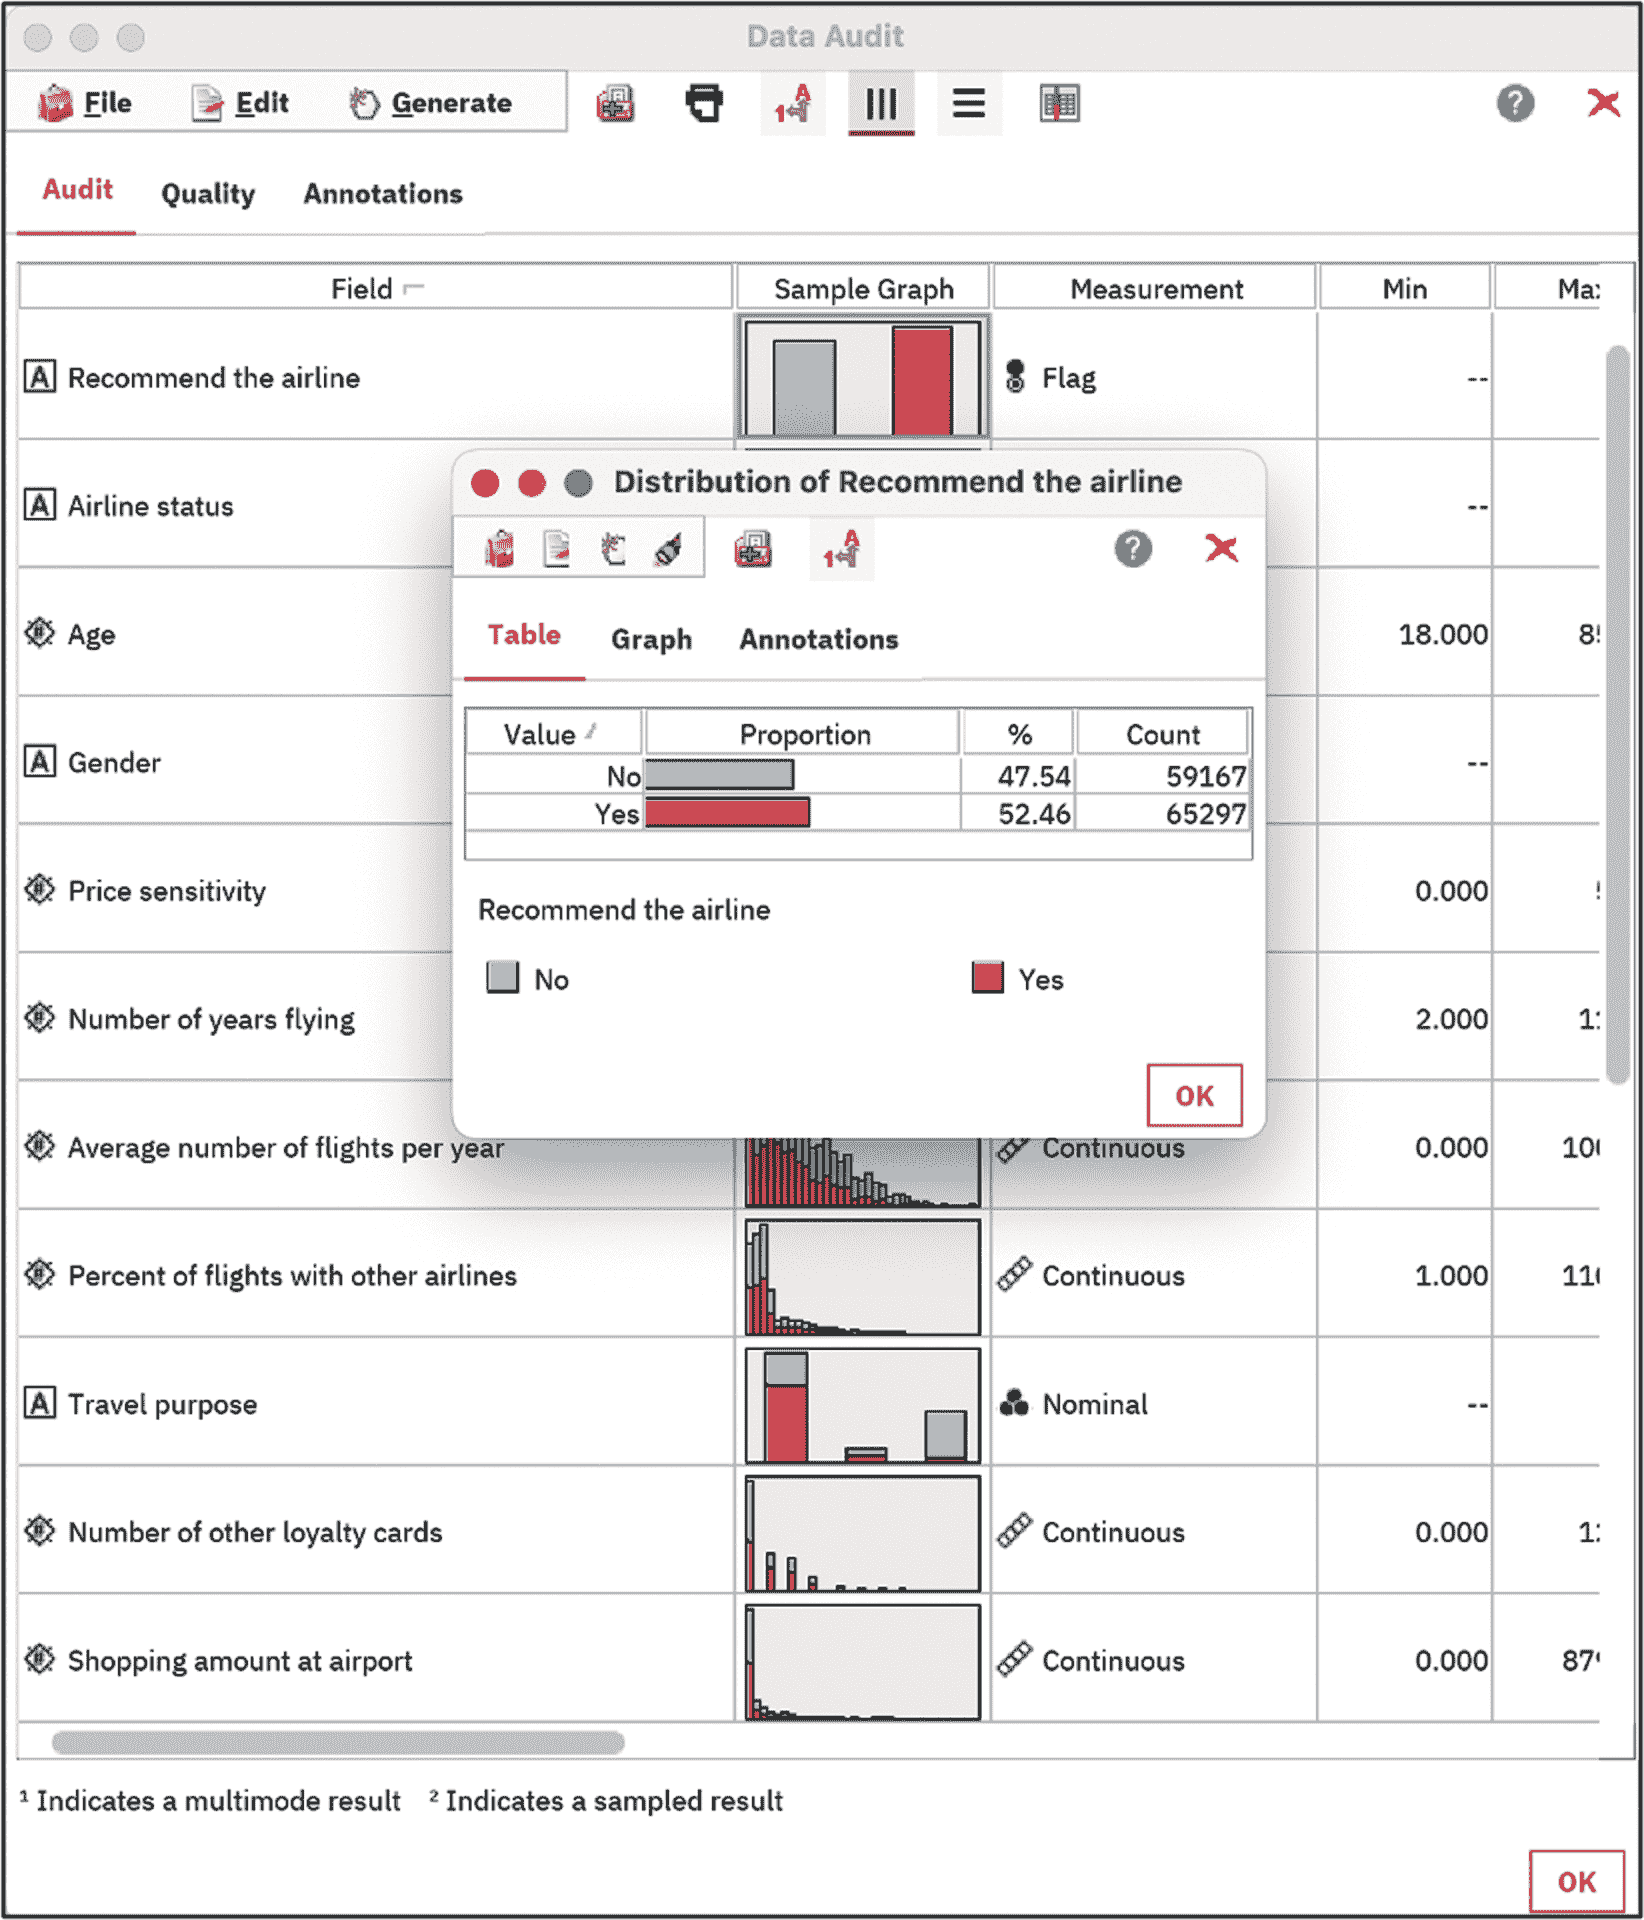 Data Audit
File Edit Generate
Audit Quality Annotations
Field Sample Graph Measurement Min
Recommend the airline Flag --
Airline status --
Distribution of Recommend the airline
Age 18.000
Table Graph Annotations
Value Proportion % Count
Gender --
No 47.54 59167
Yes 52.46 65297
Price sensitivity 0.000
Recommend the airline
No Yes
Number of years flying 2.000
OK
Average number of flights per year Continuous 0.000
Percent of flights with other airlines Continuous 1.000
Travel purpose Nominal --
Number of other loyalty cards Continuous 0.000
Shopping amount at airport Continuous 0.000
¹ Indicates a multimode result ² Indicates a sampled result
OK